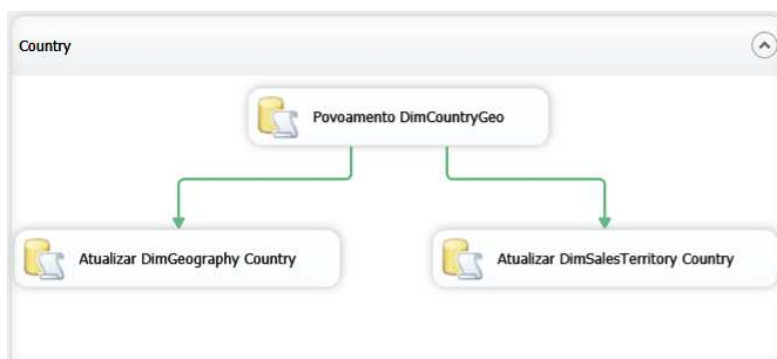 Country
Povoamento DimCountryGeo
Atualizar DimGeography Country
Atualizar DimSalesTerritory Country